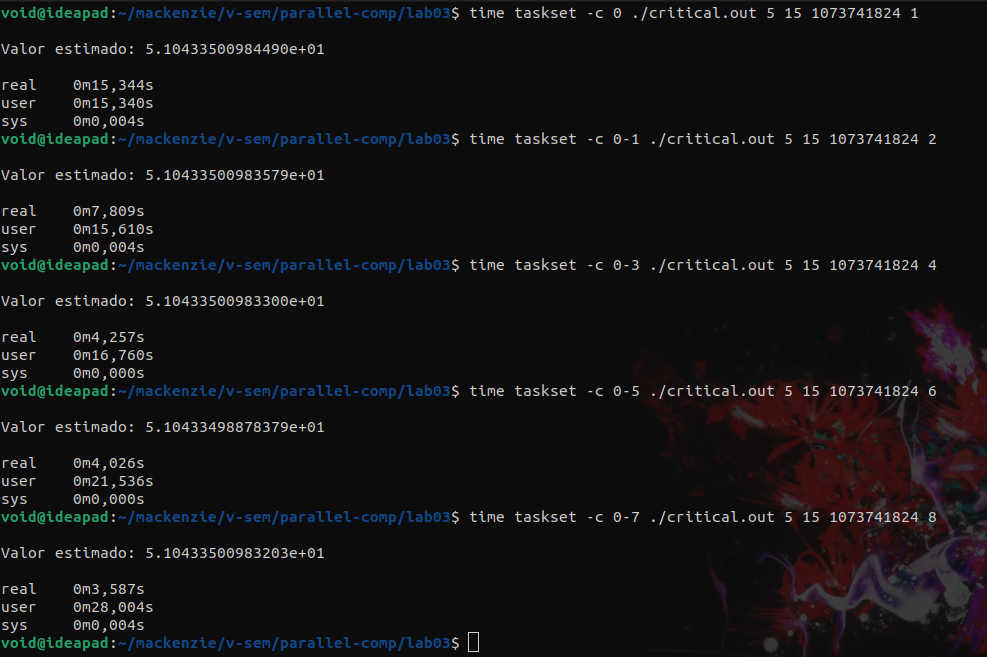 void@ideapad:~/mackenzie/v-sem/parallel-comp/lab03$ time taskset -c 0 ./critical.out 5 15 1073741824 1
Valor estimado: 5.10433500984490e+01
real 0m15,344s
user 0m15,340s
sys 0m0,004s
void@ideapad:~/mackenzie/v-sem/parallel-comp/lab03$ time taskset -c 0-1 ./critical.out 5 15 1073741824 2
Valor estimado: 5.10433500983579e+01
real 0m7,809s
user 0m15,610s
sys 0m0,004s
void@ideapad:~/mackenzie/v-sem/parallel-comp/lab03$ time taskset -c 0-3 ./critical.out 5 15 1073741824 4
Valor estimado: 5.10433500983300e+01
real 0m4,257s
user 0m16,760s
sys 0m0,000s
void@ideapad:~/mackenzie/v-sem/parallel-comp/lab03$ time taskset -c 0-5 ./critical.out 5 15 1073741824 6
Valor estimado: 5.10433498878379e+01
real 0m4,026s
user 0m21,536s
sys 0m0,000s
void@ideapad:~/mackenzie/v-sem/parallel-comp/lab03$ time taskset -c 0-7 ./critical.out 5 15 1073741824 8
Valor estimado: 5.10433500983203e+01
real 0m3,587s
user 0m28,004s
sys 0m0,004s
void@ideapad:~/mackenzie/v-sem/parallel-comp/lab03$